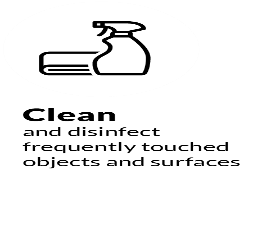 Clean
and disinfect
frequently touched
objects and surfaces